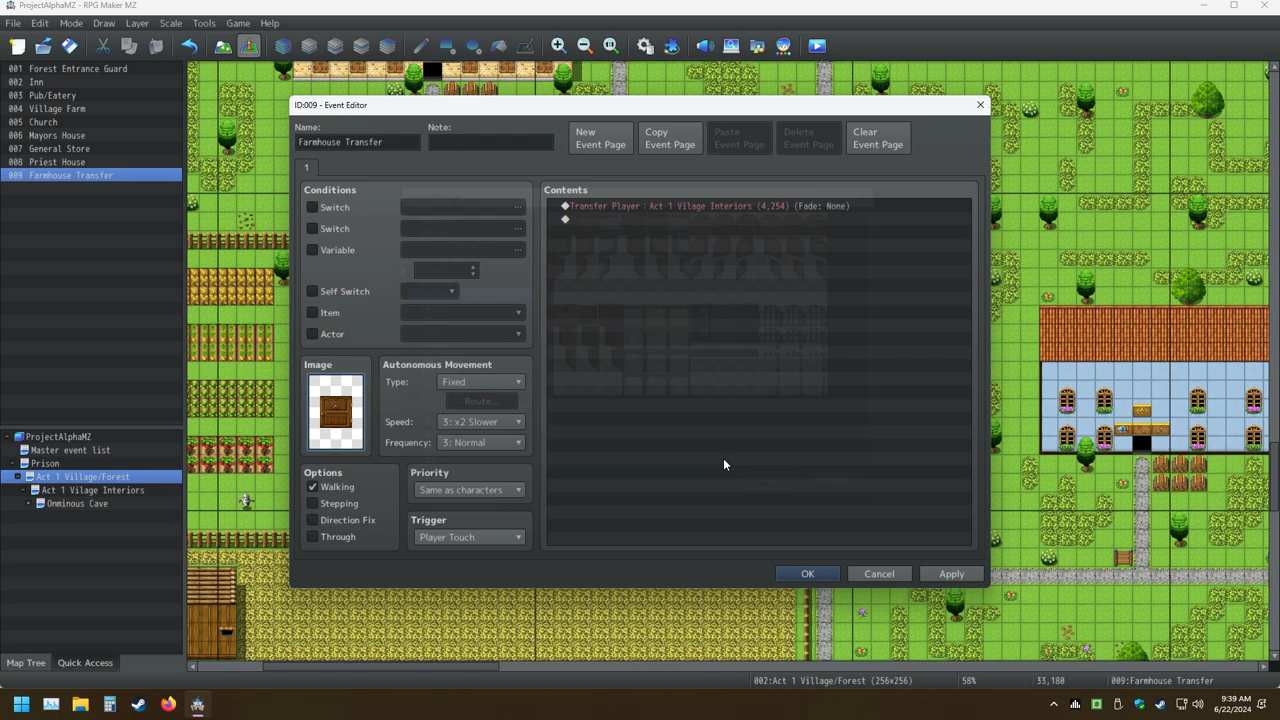 ProjectAlphaMZ - RPG Maker MZ
File Edit Mode Draw Layer Scale Tools Game Help
001 Forest Entrance Guard
002 Inn
003 Pub/Eatery
004 Village Farm
005 Church
006 Mayors House
007 General Store
008 Priest House
009 Farmhouse Transfer
ProjectAlphaMZ
Master event list
Prison
Act 1 Village/Forest
Act 1 Vilage Interiors
Onminous Cave
Map Tree Quick Access
ID:009 - Event Editor
Name: Note:
Farmhouse Transfer
New Event Page
Copy Event Page
Paste Event Page
Delete Event Page
Clear Event Page
1
Conditions
Switch ...
Switch ...
Variable ...
≥
Self Switch
Item
Actor
Image
Autonomous Movement
Type: Fixed
Route...
Speed: 3: x2 Slower
Frequency: 3: Normal
Options
Walking
Stepping
Direction Fix
Through
Priority
Same as characters
Trigger
Player Touch
Contents
◆Transfer Player : Act 1 Vilage Interiors (4,254) (Fade: None)
◆
OK Cancel Apply
002:Act 1 Village/Forest (256x256) 58% 33,180 009:Farmhouse Transfer
9:39 AM
6/22/2024